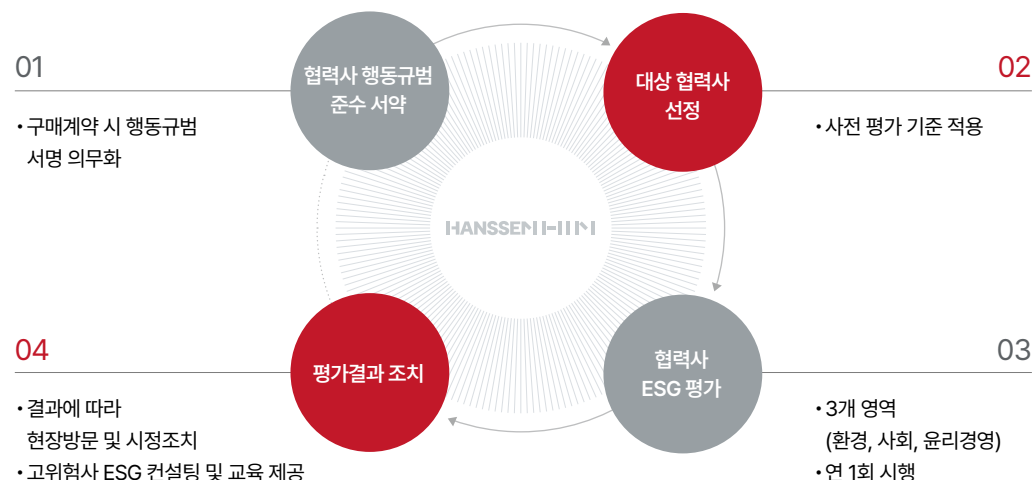 01
협력사 행동규범
준수 서약
• 구매계약 시 행동규범
서명 의무화
02
대상 협력사
선정
• 사전 평가 기준 적용
HANSSEM
03
협력사
ESG 평가
• 3개 영역
(환경, 사회, 윤리경영)
• 연 1회 시행
04
평가결과 조치
• 결과에 따라
현장방문 및 시정조치
• 고위험사 ESG 컨설팅 및 교육 제공